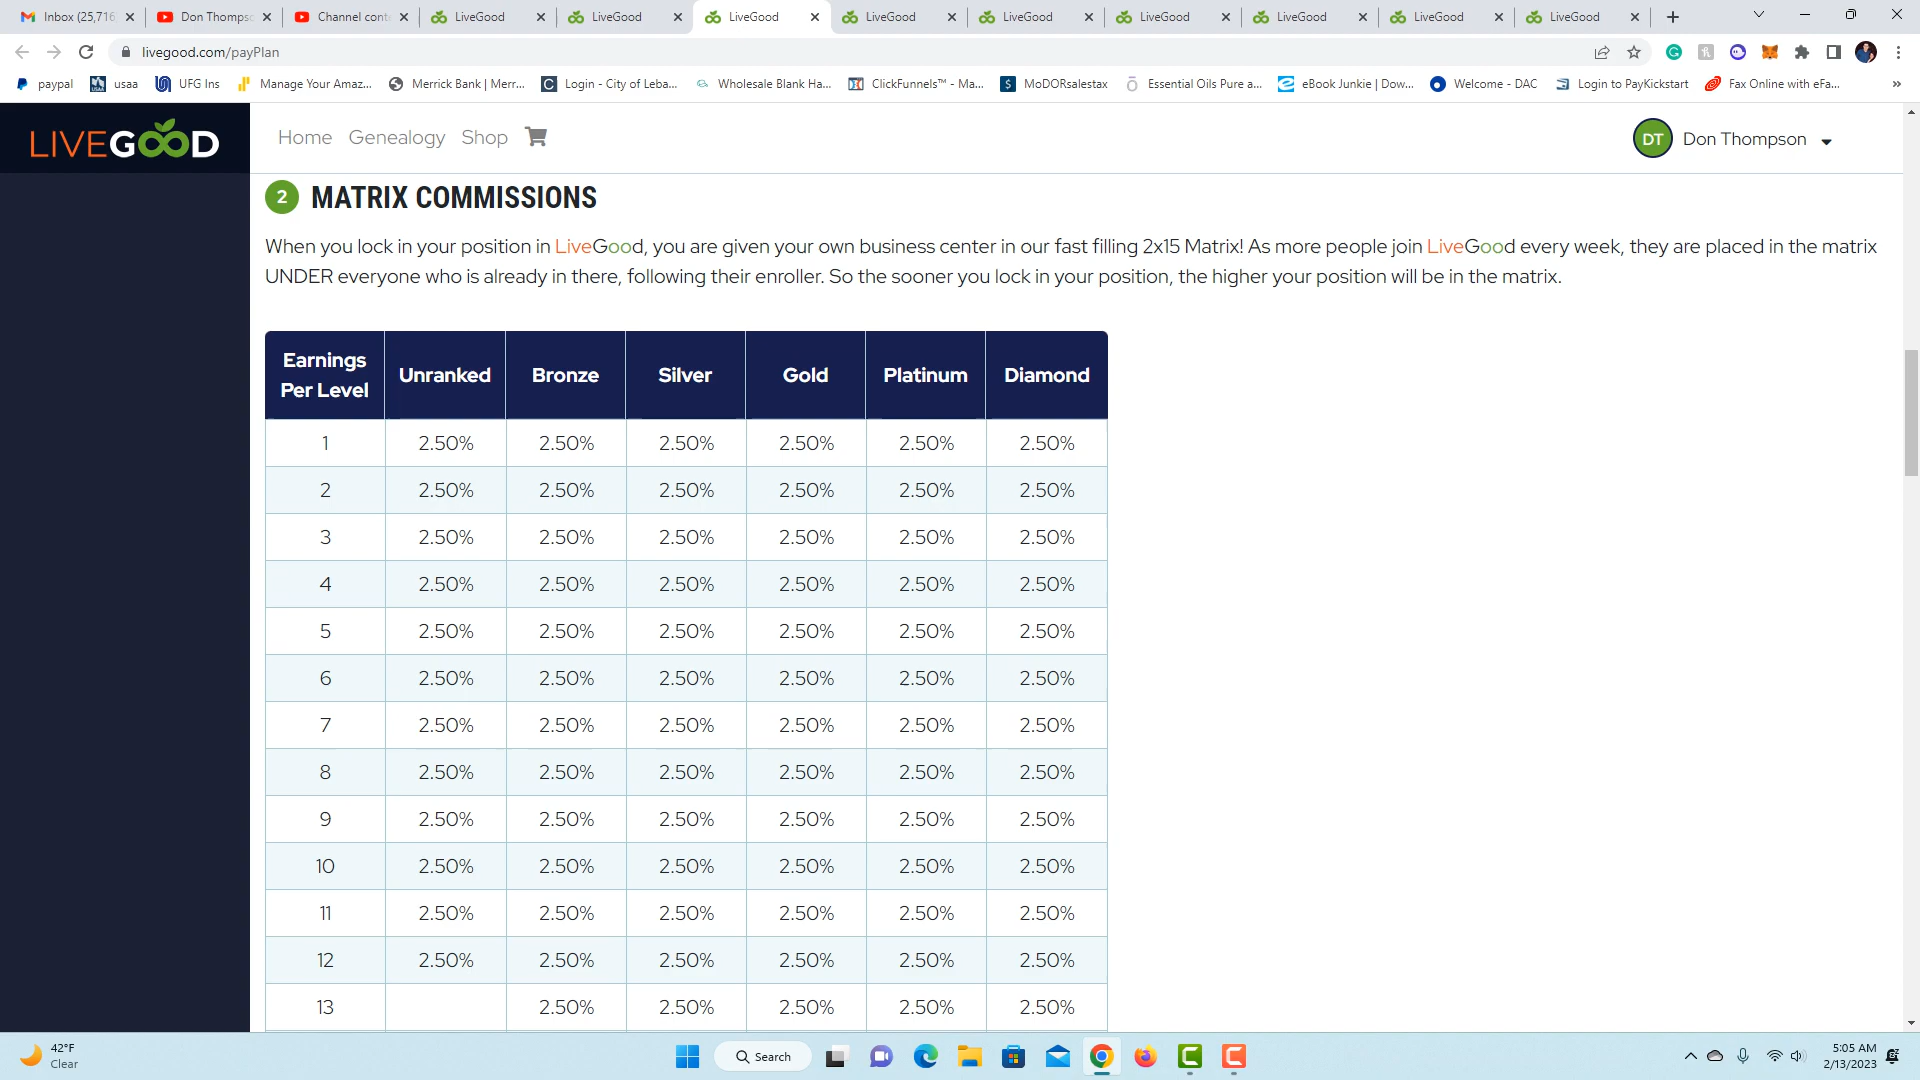 Inbox (25,716
Don Thompso
Channel cont
LiveGood
LiveGood
LiveGood
LiveGood
LiveGood
LiveGood
LiveGood
LiveGood
LiveGood
livegood.com/payPlan
paypal
usaa
UFG Ins
Manage Your Amaz...
Merrick Bank | Merr...
Login - City of Leba...
Wholesale Blank Ha...
ClickFunnels™ - Ma...
MoDORsalestax
Essential Oils Pure a...
eBook Junkie | Dow...
Welcome - DAC
Login to PayKickstart
Fax Online with eFa...
»
LIVEGOOD
Home Genealogy Shop
DT Don Thompson
2 MATRIX COMMISSIONS
When you lock in your position in LiveGood, you are given your own business center in our fast filling 2x15 Matrix! As more people join LiveGood every week, they are placed in the matrix
UNDER everyone who is already in there, following their enroller. So the sooner you lock in your position, the higher your position will be in the matrix.
Earnings Per Level Unranked Bronze Silver Gold Platinum Diamond
1 2.50% 2.50% 2.50% 2.50% 2.50% 2.50%
2 2.50% 2.50% 2.50% 2.50% 2.50% 2.50%
3 2.50% 2.50% 2.50% 2.50% 2.50% 2.50%
4 2.50% 2.50% 2.50% 2.50% 2.50% 2.50%
5 2.50% 2.50% 2.50% 2.50% 2.50% 2.50%
6 2.50% 2.50% 2.50% 2.50% 2.50% 2.50%
7 2.50% 2.50% 2.50% 2.50% 2.50% 2.50%
8 2.50% 2.50% 2.50% 2.50% 2.50% 2.50%
9 2.50% 2.50% 2.50% 2.50% 2.50% 2.50%
10 2.50% 2.50% 2.50% 2.50% 2.50% 2.50%
11 2.50% 2.50% 2.50% 2.50% 2.50% 2.50%
12 2.50% 2.50% 2.50% 2.50% 2.50% 2.50%
13 2.50% 2.50% 2.50% 2.50% 2.50%
42°F
Clear
Search
5:05 AM
2/13/2023